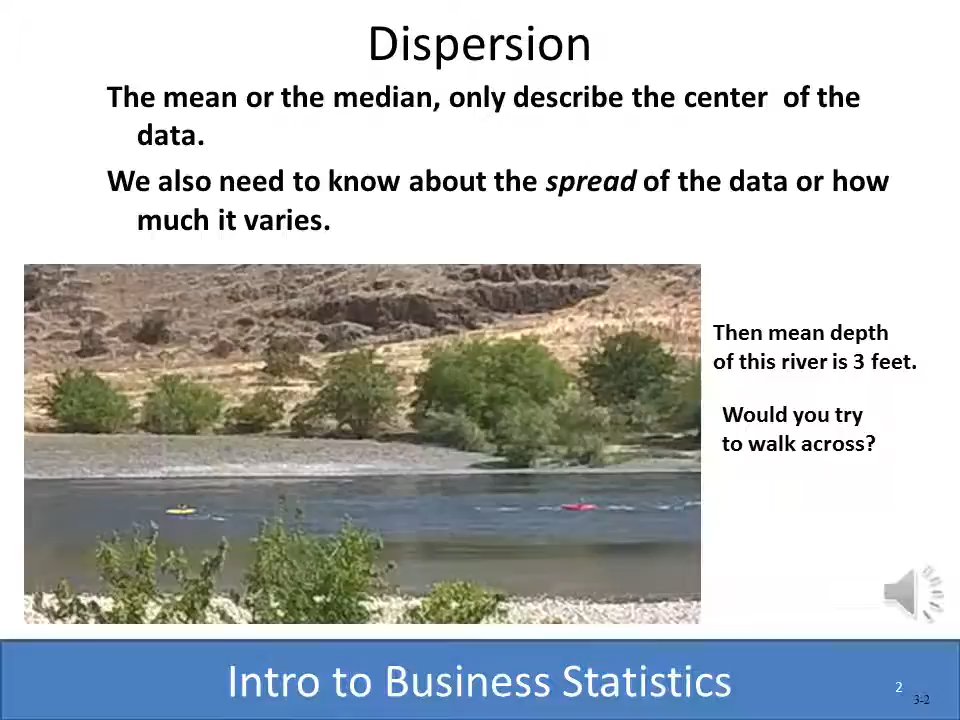 Dispersion
The mean or the median, only describe the center of the
data.
We also need to know about the spread of the data or how
much it varies.
Then mean depth
of this river is 3 feet.
Would you try
to walk across?
Intro to Business Statistics
2
3-2